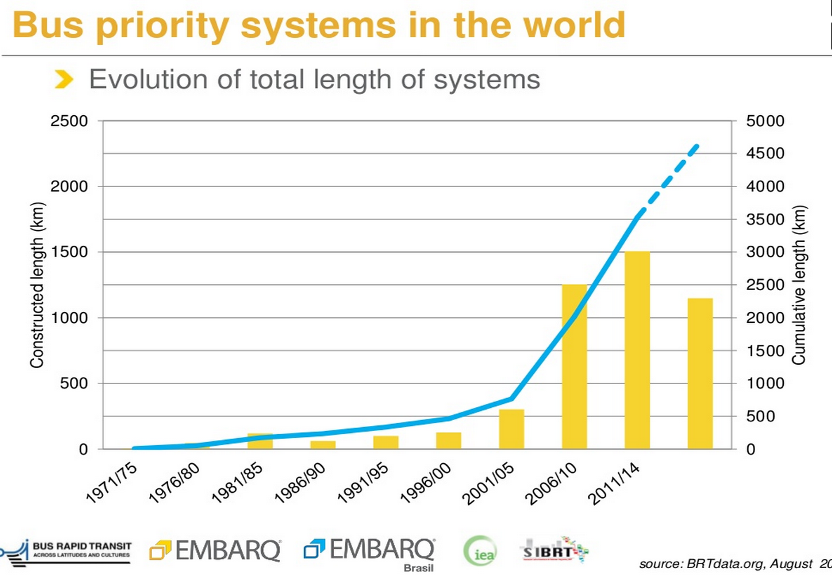 Bus priority systems in the world
Evolution of total length of systems
2500
2000
1500
1000
500
0
Constructed length (km)
5000
4500
4000
3500
3000
2500
2000
1500
1000
500
0
Cumulative length (km)
1971/75
1976/80
1981/85
1986/90
1991/95
1996/00
2001/05
2006/10
2011/14
BUS RAPID TRANSIT
ACROSS LATITUDES AND CULTURES
EMBARQ
EMBARQ
Brasil
iea
SIBRT
source: BRTdata.org, August 20